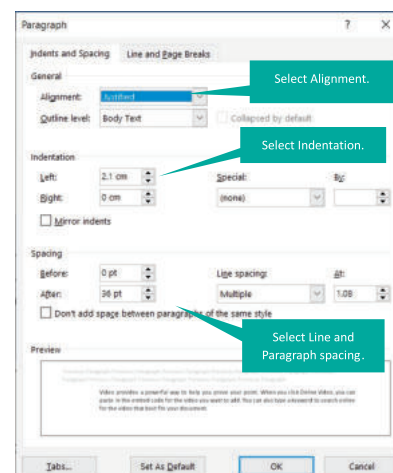 Paragraph ? ×
Indents and Spacing Line and Page Breaks
General
Select Alignment.
Alignment: Justified
Outline level: Body Text Collapsed by default
Select Indentation.
Indentation
Left: 2.1 cm Special: By:
Right: 0 cm (none)
Mirror indents
Spacing
Before: 0 pt Line spacing: At:
After: 36 pt Multiple 1.08
Don't add space between paragraphs of the same style
Select Line and
Paragraph spacing.
Preview
Video provides a powerful way to help you prove your point. When you click Online Video, you can
paste in the embed code for the video you want to add. You can also type a keyword to search online
for the video that best fits your document.
Tabs... Set As Default OK Cancel